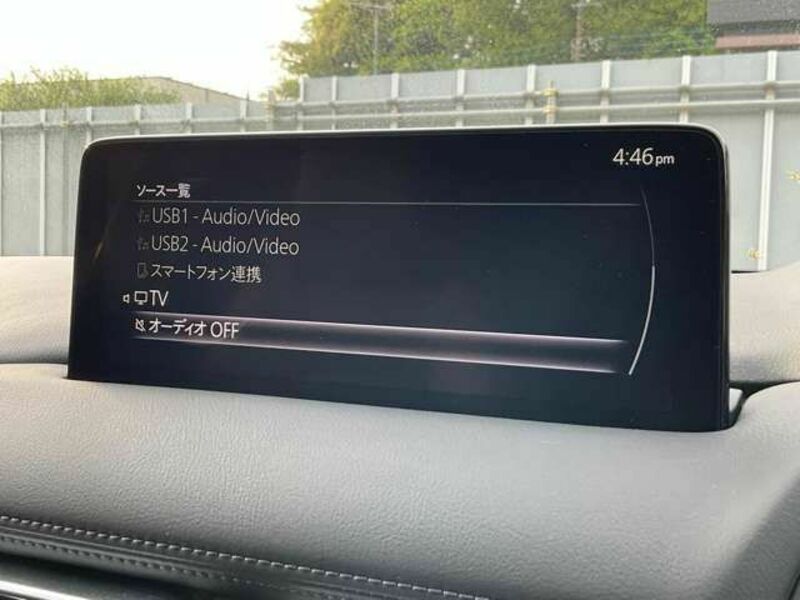 4:46pm
ソース一覧
USB1 - Audio/Video
USB2 - Audio/Video
スマートフォン連携
TV
オーディオ OFF